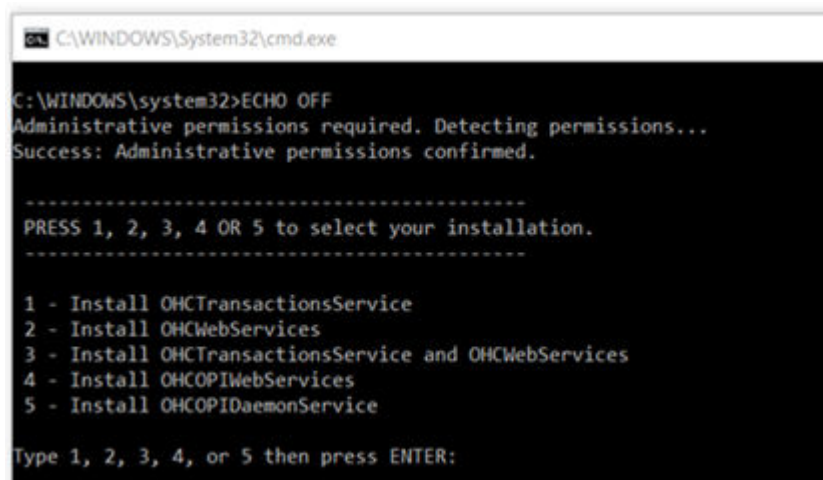 C:\WINDOWS\System32\cmd.exe
C:\WINDOWS\system32>ECHO OFF
Administrative permissions required. Detecting permissions...
Success: Administrative permissions confirmed.
--------------------------------------------
PRESS 1, 2, 3, 4 OR 5 to select your installation.
--------------------------------------------
1 - Install OHCTransactionsService
2 - Install OHCWebServices
3 - Install OHCTransactionsService and OHCWebServices
4 - Install OHCOPIWebServices
5 - Install OHCOPIDaemonService
Type 1, 2, 3, 4, or 5 then press ENTER: